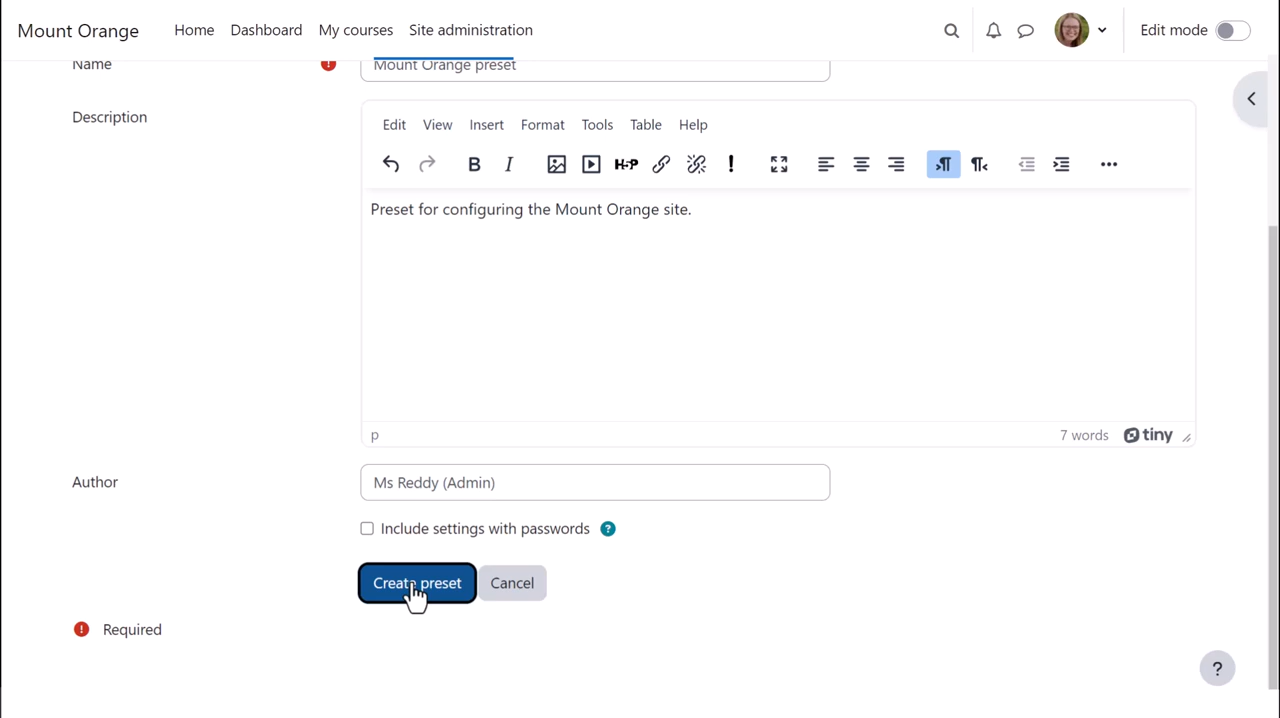 Mount Orange Home Dashboard My courses Site administration Edit mode
Name Mount Orange preset
Description
Edit View Insert Format Tools Table Help
B I H5P !
Preset for configuring the Mount Orange site.
p 7 words tiny
Author Ms Reddy (Admin)
Include settings with passwords ?
Create preset Cancel
! Required
?